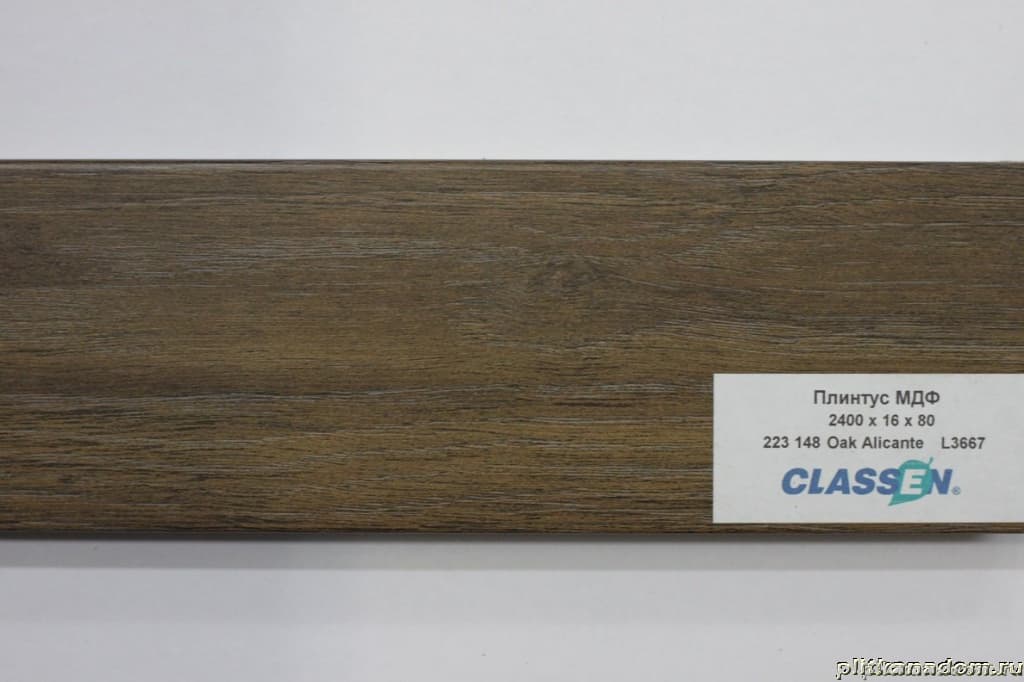 Плинтус МДФ
2400 x 16 x 80
223 148 Oak Alicante L3667
CLASSEN®
plitkanadom.ru